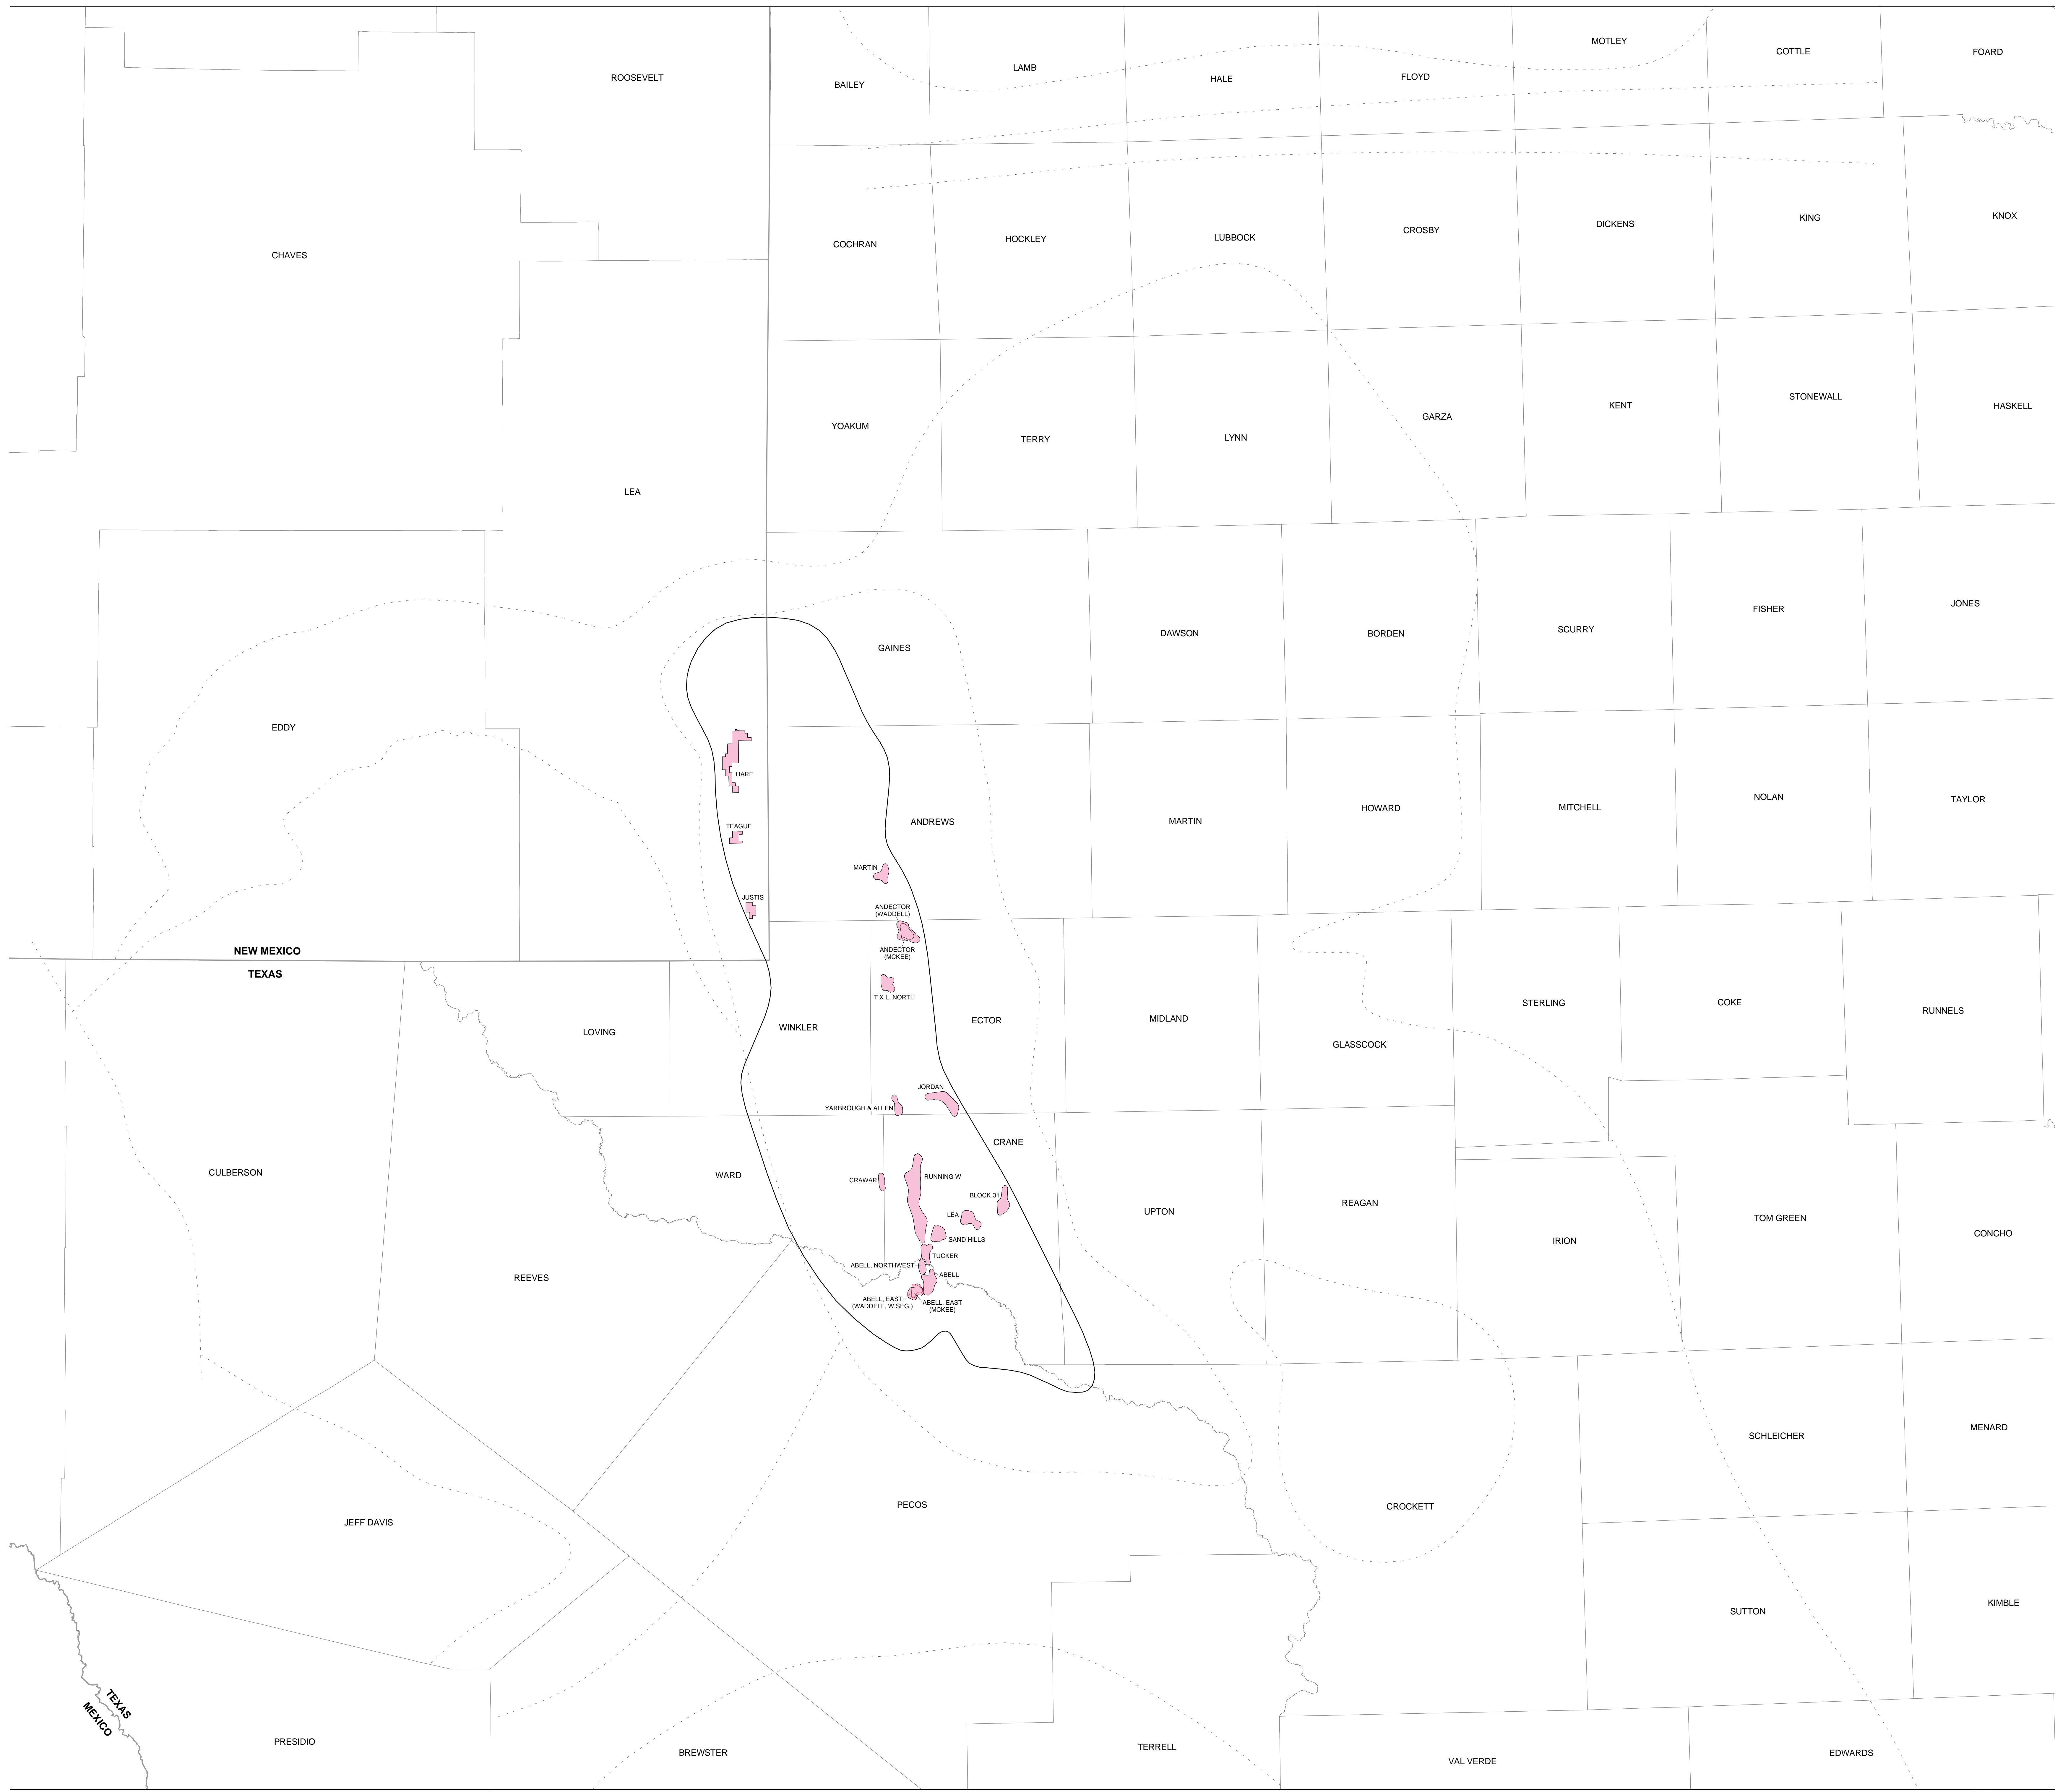 MOTLEY
COTTLE
FOARD
LAMB
ROOSEVELT
FLOYD
HALE
BAILEY
KNOX
KING
DICKENS
CROSBY
LUBBOCK
HOCKLEY
COCHRAN
CHAVES
STONEWALL
KENT
HASKELL
GARZA
YOAKUM
LYNN
TERRY
LEA
JONES
FISHER
SCURRY
BORDEN
DAWSON
GAINES
EDDY
HARE
NOLAN
TAYLOR
MITCHELL
HOWARD
MARTIN
ANDREWS
TEAGUE
MARTIN
JUSTIS
ANDECTOR
(WADDELL)
ANDECTOR
(MCKEE)
NEW MEXICO
TEXAS
T X L, NORTH
STERLING
COKE
RUNNELS
MIDLAND
ECTOR
WINKLER
LOVING
GLASSCOCK
JORDAN
YARBROUGH & ALLEN
CRANE
CULBERSON
WARD
CRAWAR
RUNNING W
BLOCK 31
REAGAN
UPTON
LEA
TOM GREEN
CONCHO
IRION
SAND HILLS
TUCKER
ABELL, NORTHWEST
ABELL
REEVES
ABELL, EAST
(WADDELL, W.SEG.)
ABELL, EAST
(MCKEE)
MENARD
SCHLEICHER
PECOS
CROCKETT
JEFF DAVIS
KIMBLE
SUTTON
TEXAS
MEXICO
PRESIDIO
BREWSTER
TERRELL
VAL VERDE
EDWARDS